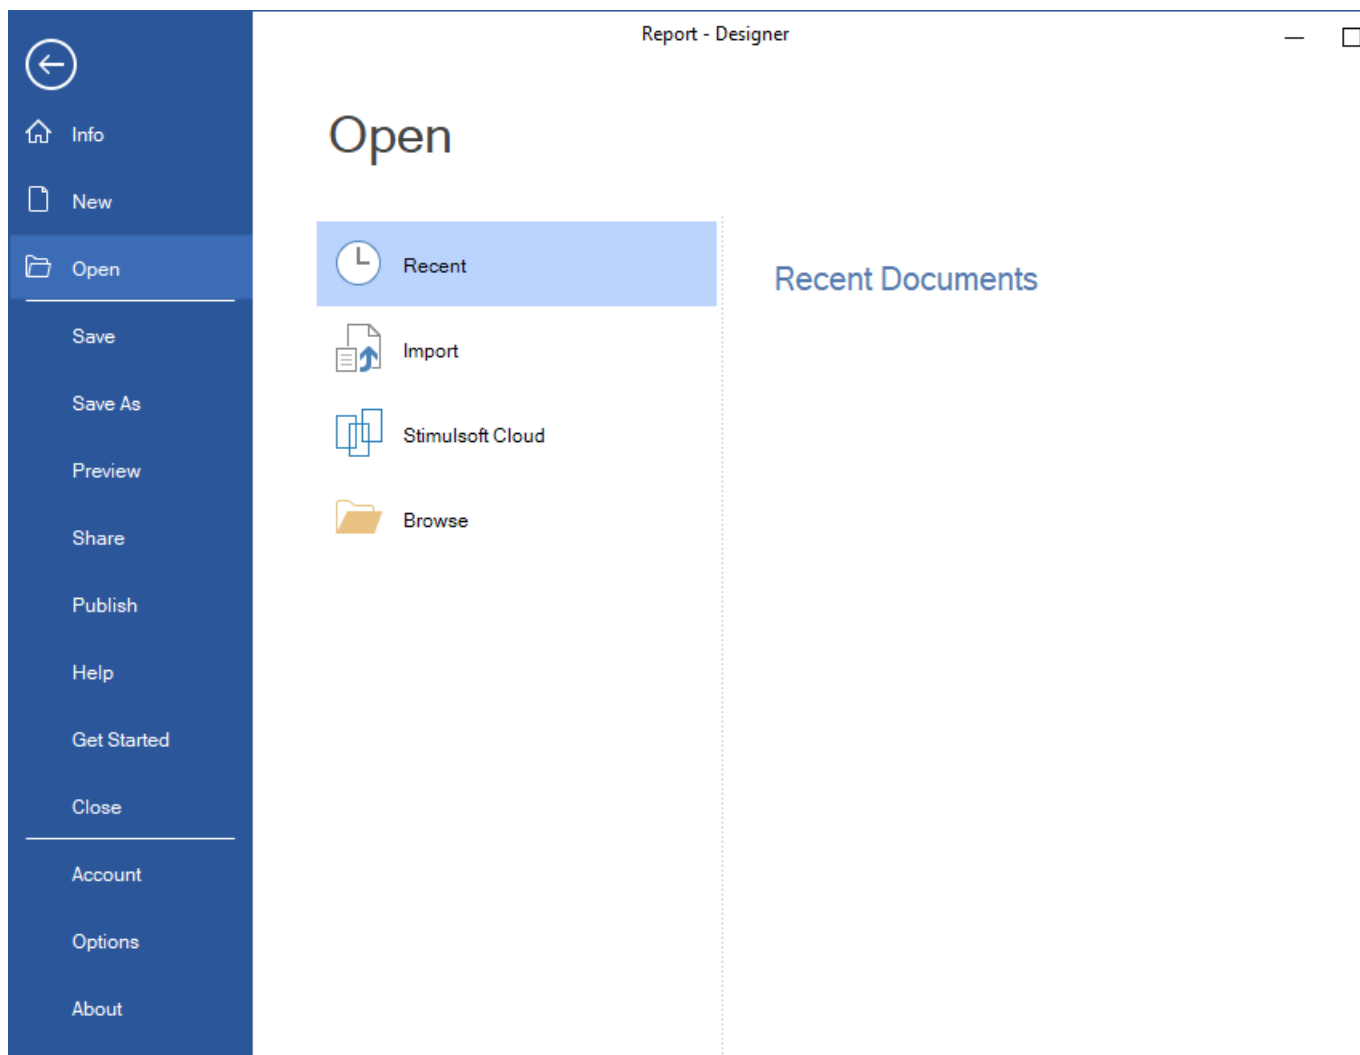 Report - Designer
Info
New
Open
Save
Save As
Preview
Share
Publish
Help
Get Started
Close
Account
Options
About
Open
Recent
Import
Stimulsoft Cloud
Browse
Recent Documents